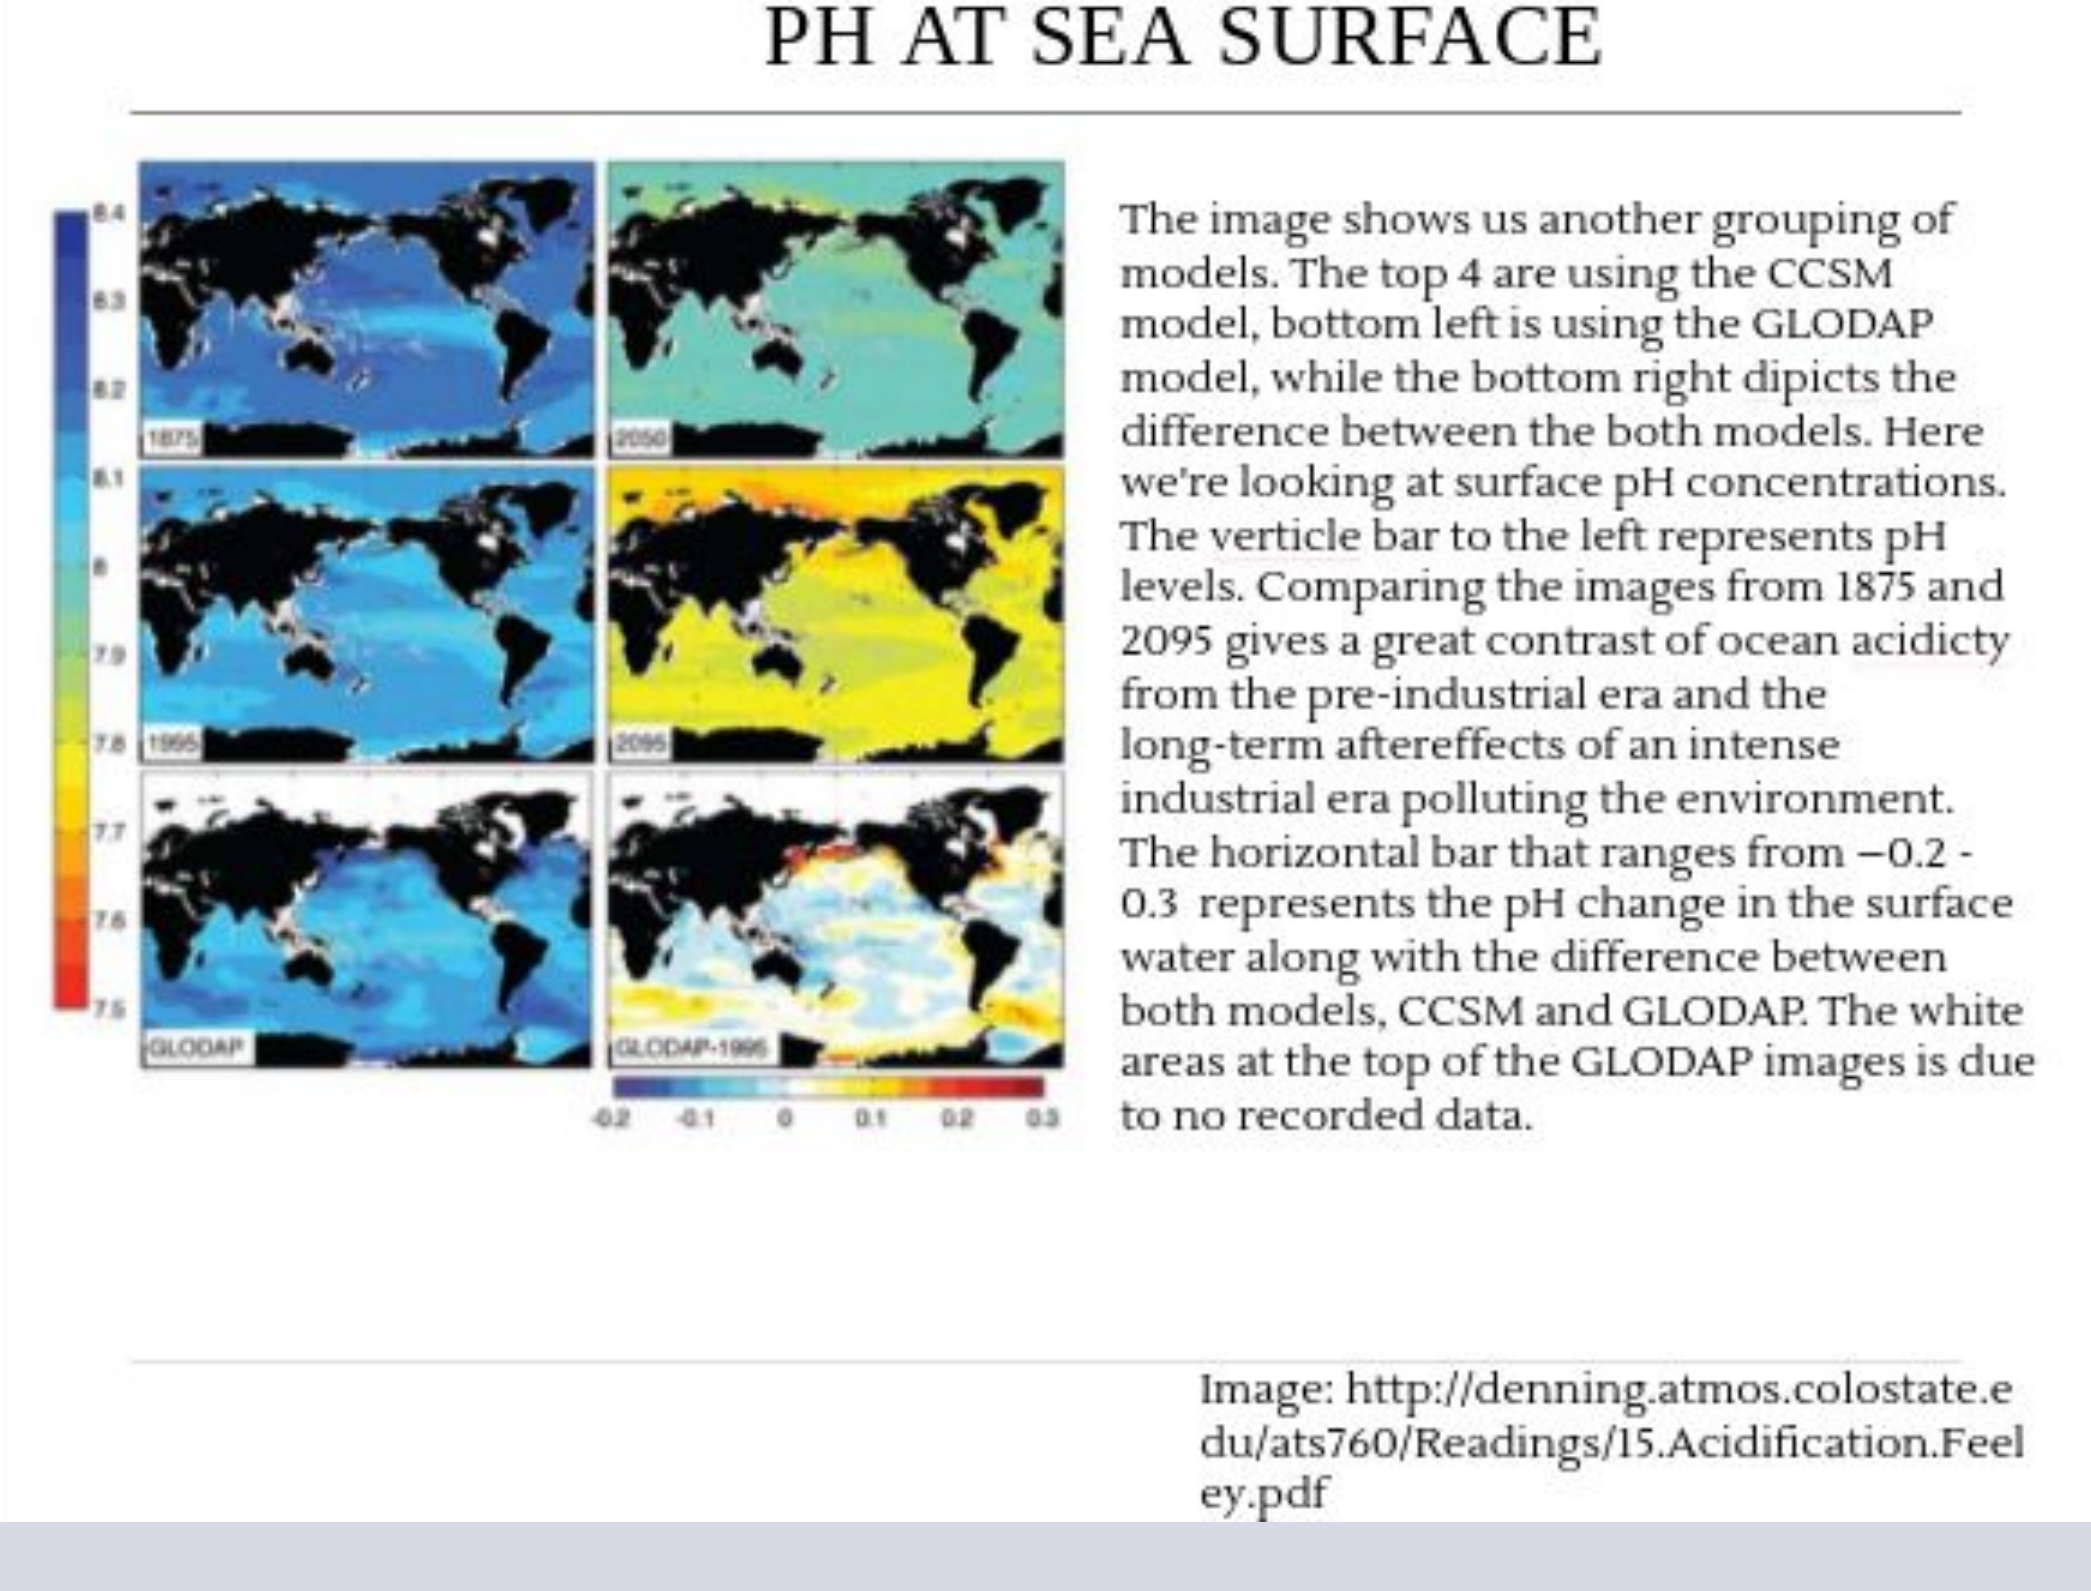 PH AT SEA SURFACE
8.4
8.3
8.2
8.1
8
7.9
7.8
7.7
7.6
7.5
1875
2050
1995
2095
GLODAP
GLODAP-1995
-0.2 -0.1 0 0.1 0.2 0.3
The image shows us another grouping of
models. The top 4 are using the CCSM
model, bottom left is using the GLODAP
model, while the bottom right dipicts the
difference between the both models. Here
we're looking at surface pH concentrations.
The verticle bar to the left represents pH
levels. Comparing the images from 1875 and
2095 gives a great contrast of ocean acidicty
from the pre-industrial era and the
long-term aftereffects of an intense
industrial era polluting the environment.
The horizontal bar that ranges from –0.2 -
0.3 represents the pH change in the surface
water along with the difference between
both models, CCSM and GLODAP. The white
areas at the top of the GLODAP images is due
to no recorded data.
Image: http://denning.atmos.colostate.e
du/ats760/Readings/15.Acidification.Feel
ey.pdf